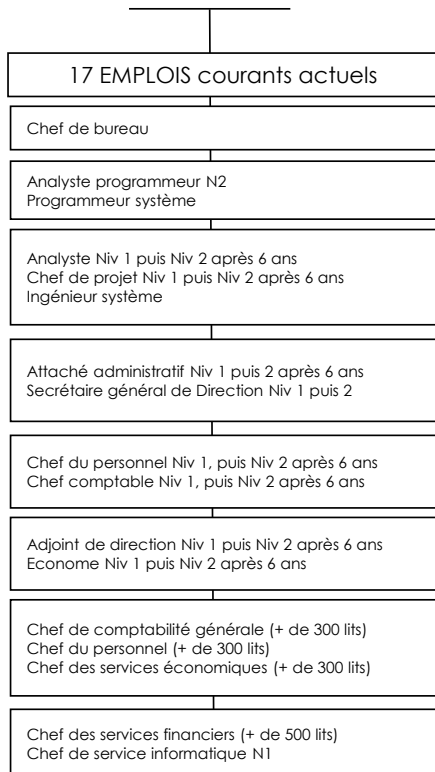 17 EMPLOIS courants actuels
Chef de bureau
Analyste programmeur N2
Programmeur système
Analyste Niv 1 puis Niv 2 après 6 ans
Chef de projet Niv 1 puis Niv 2 après 6 ans
Ingénieur système
Attaché administratif Niv 1 puis 2 après 6 ans
Secrétaire général de Direction Niv 1 puis 2
Chef du personnel Niv 1, puis Niv 2 après 6 ans
Chef comptable Niv 1, puis Niv 2 après 6 ans
Adjoint de direction Niv 1 puis Niv 2 après 6 ans
Econome Niv 1 puis Niv 2 après 6 ans
Chef de comptabilité générale (+ de 300 lits)
Chef du personnel (+ de 300 lits)
Chef des services économiques (+ de 300 lits)
Chef des services financiers (+ de 500 lits)
Chef de service informatique N1